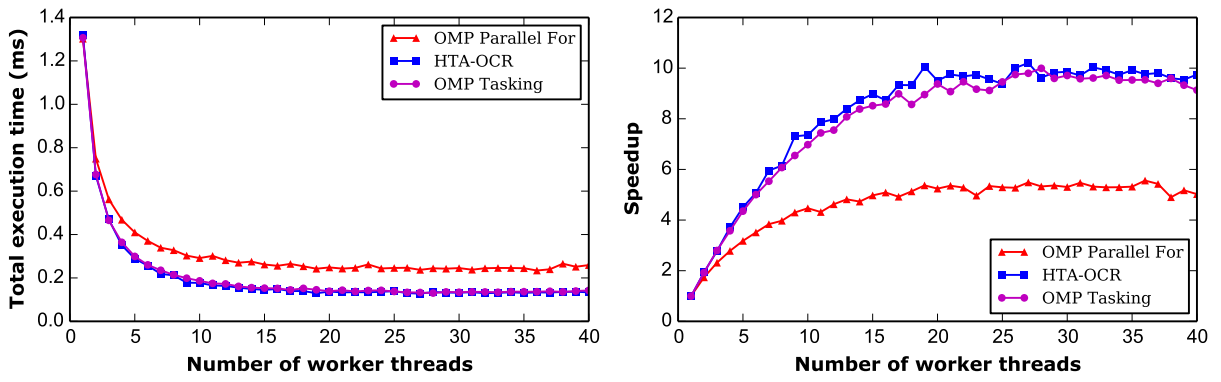 1.4
1.2
1.0
0.8
0.6
0.4
0.2
0.0
0 5 10 15 20 25 30 35 40
Total execution time (ms)
Number of worker threads
OMP Parallel For
HTA-OCR
OMP Tasking
12
10
8
6
4
2
0
0 5 10 15 20 25 30 35 40
Speedup
Number of worker threads
OMP Parallel For
HTA-OCR
OMP Tasking